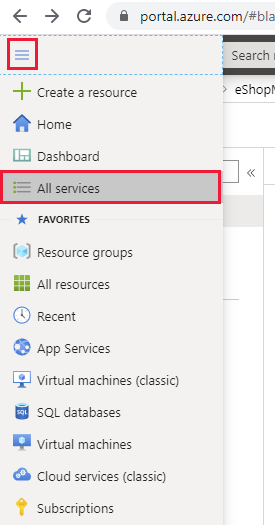 portal.azure.com/#bla
Search r
Create a resource
eShopM
Home
Dashboard
All services
FAVORITES
Resource groups
All resources
Recent
App Services
Virtual machines (classic)
SQL databases
Virtual machines
Cloud services (classic)
Subscriptions